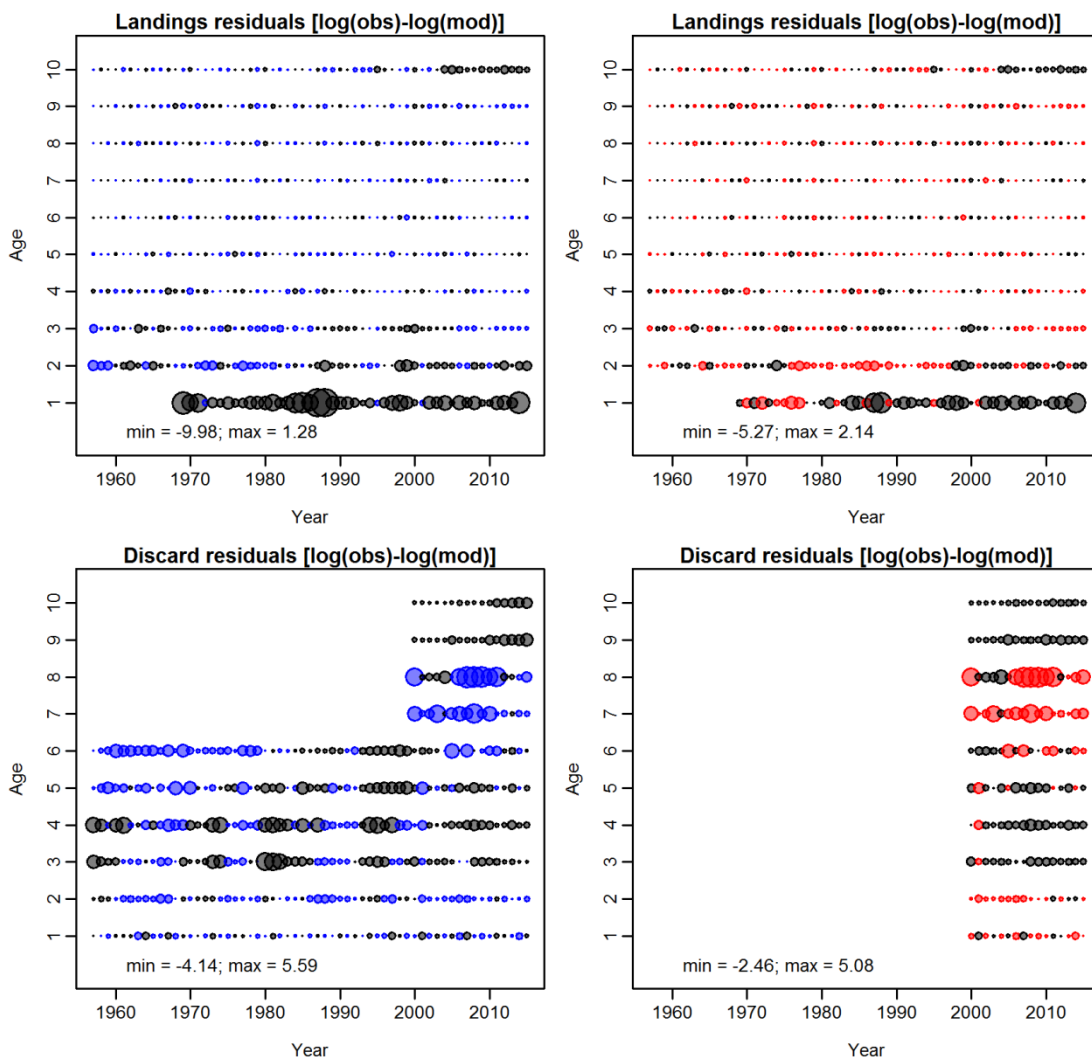 Landings residuals [log(obs)-log(mod)]
Age
10
9
8
7
6
5
4
3
2
1
min = -9.98; max = 1.28
1960 1970 1980 1990 2000 2010
Year
Landings residuals [log(obs)-log(mod)]
Age
10
9
8
7
6
5
4
3
2
1
min = -5.27; max = 2.14
1960 1970 1980 1990 2000 2010
Year
Discard residuals [log(obs)-log(mod)]
Age
10
9
8
7
6
5
4
3
2
1
min = -4.14; max = 5.59
1960 1970 1980 1990 2000 2010
Year
Discard residuals [log(obs)-log(mod)]
Age
10
9
8
7
6
5
4
3
2
1
min = -2.46; max = 5.08
1960 1970 1980 1990 2000 2010
Year